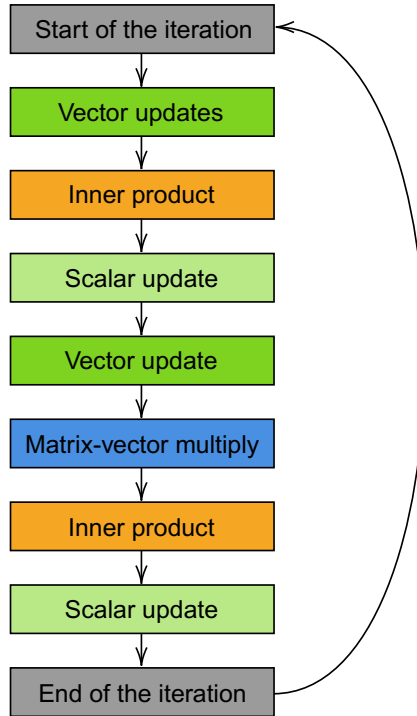 Start of the iteration
Vector updates
Inner product
Scalar update
Vector update
Matrix-vector multiply
Inner product
Scalar update
End of the iteration